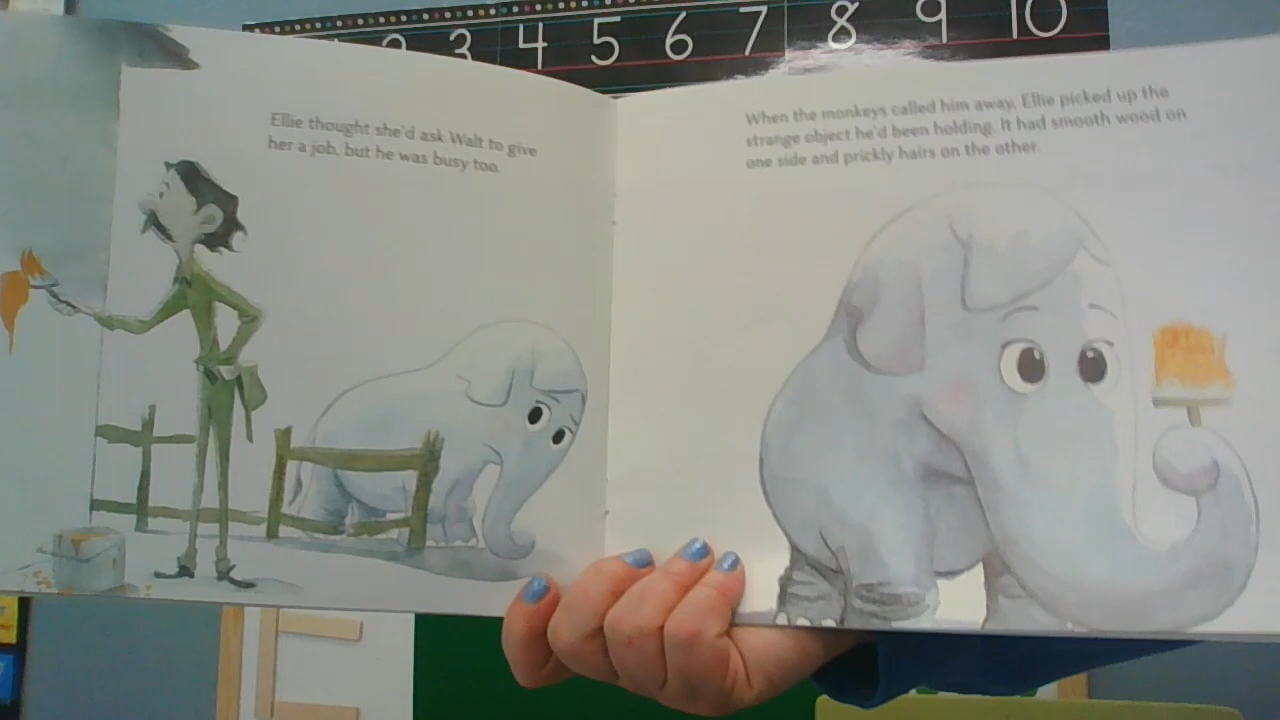 2 3 4 5 6 7 8 9 10
Ellie thought she'd ask Walt to give
her a job, but he was busy too.
When the monkeys called him away, Ellie picked up the
strange object he'd been holding. It had smooth wood on
one side and prickly hairs on the other.